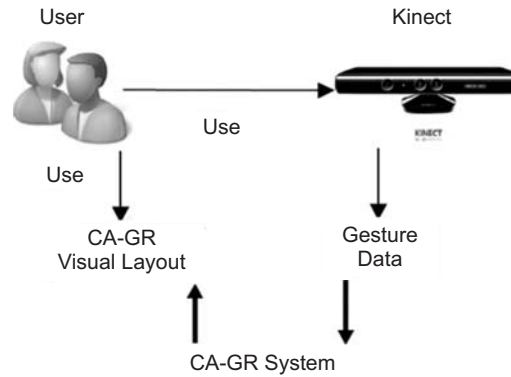 User
Kinect
Use
KINECT
Use
CA-GR
Visual Layout
Gesture
Data
CA-GR System